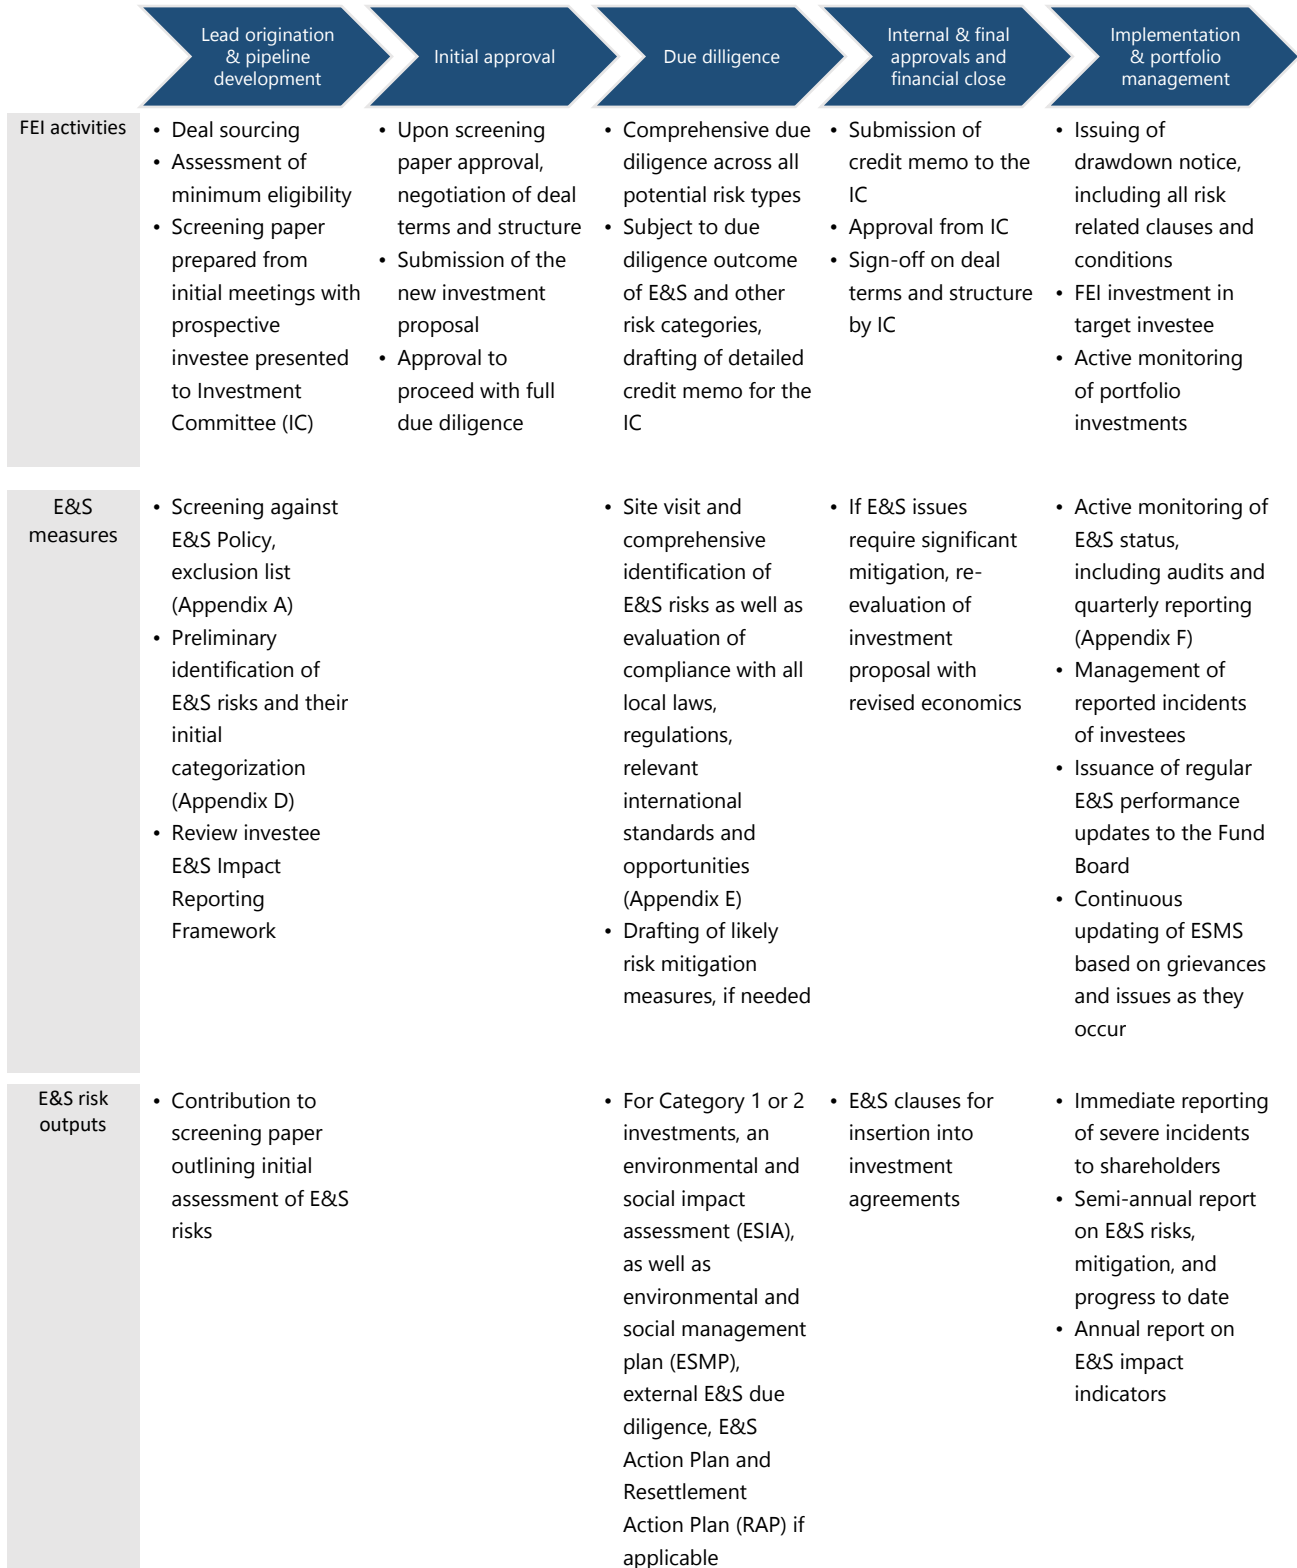 Lead origination
& pipeline
development
Initial approval
Due dilligence
Internal & final
approvals and
financial close
Implementation
& portfolio
management
FEI activities
• Deal sourcing
• Assessment of
minimum eligibility
• Screening paper
prepared from
initial meetings with
prospective
investee presented
to Investment
Committee (IC)
• Upon screening
paper approval,
negotiation of deal
terms and structure
• Submission of the
new investment
proposal
• Approval to
proceed with full
due diligence
• Comprehensive due
diligence across all
potential risk types
• Subject to due
diligence outcome
of E&S and other
risk categories,
drafting of detailed
credit memo for the
IC
• Submission of
credit memo to the
IC
• Approval from IC
• Sign-off on deal
terms and structure
by IC
• Issuing of
drawdown notice,
including all risk
related clauses and
conditions
• FEI investment in
target investee
• Active monitoring
of portfolio
investments
E&S
measures
• Screening against
E&S Policy,
exclusion list
(Appendix A)
• Preliminary
identification of
E&S risks and their
initial
categorization
(Appendix D)
• Review investee
E&S Impact
Reporting
Framework
• Site visit and
comprehensive
identification of
E&S risks as well as
evaluation of
compliance with all
local laws,
regulations,
relevant
international
standards and
opportunities
(Appendix E)
• Drafting of likely
risk mitigation
measures, if needed
• If E&S issues
require significant
mitigation, re-
evaluation of
investment
proposal with
revised economics
• Active monitoring of
E&S status,
including audits and
quarterly reporting
(Appendix F)
• Management of
reported incidents
of investees
• Issuance of regular
E&S performance
updates to the Fund
Board
• Continuous
updating of ESMS
based on grievances
and issues as they
occur
E&S risk
outputs
• Contribution to
screening paper
outlining initial
assessment of E&S
risks
• For Category 1 or 2
investments, an
environmental and
social impact
assessment (ESIA),
as well as
environmental and
social management
plan (ESMP),
external E&S due
diligence, E&S
Action Plan and
Resettlement
Action Plan (RAP) if
applicable
• E&S clauses for
insertion into
investment
agreements
• Immediate reporting
of severe incidents
to shareholders
• Semi-annual report
on E&S risks,
mitigation, and
progress to date
• Annual report on
E&S impact
indicators